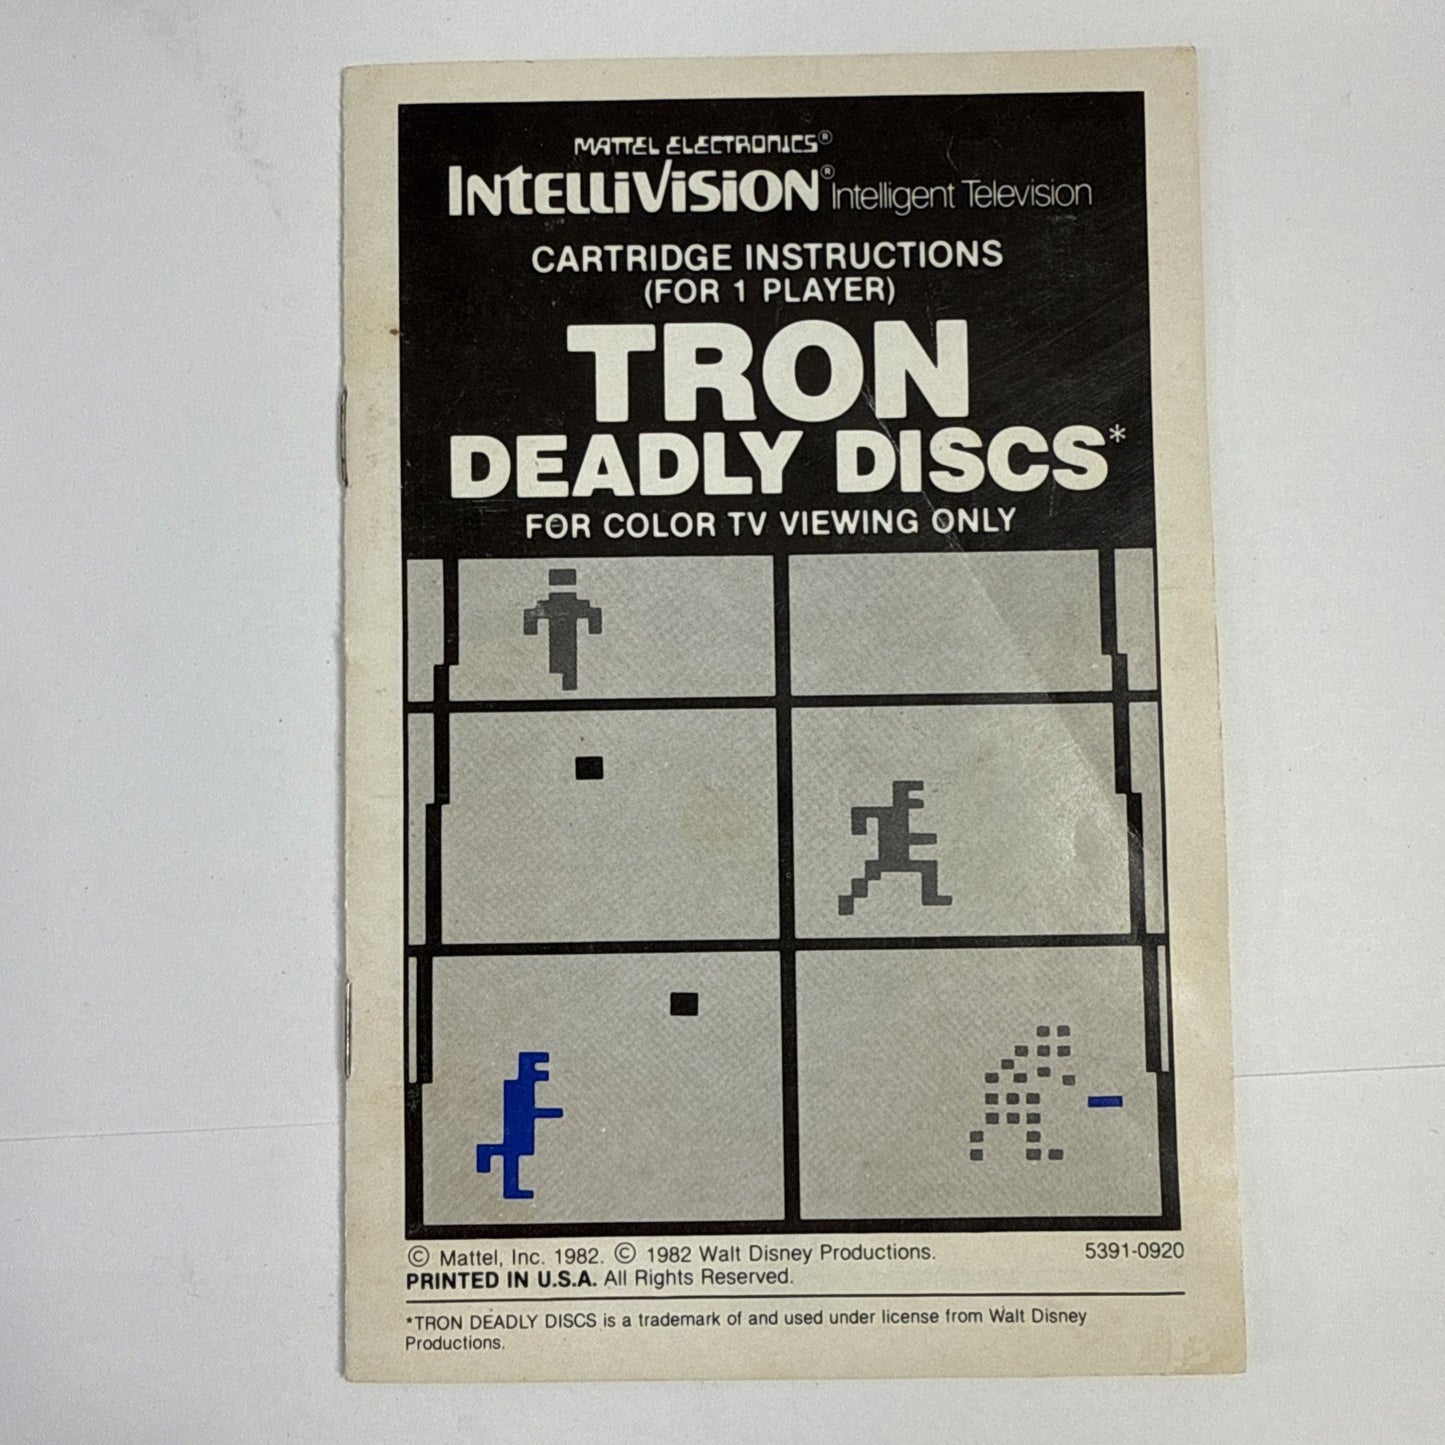 MATTEL ELECTRONICS®
INTELLIVISION® Intelligent Television
CARTRIDGE INSTRUCTIONS
(FOR 1 PLAYER)
TRON
DEADLY DISCS*
FOR COLOR TV VIEWING ONLY
© Mattel, Inc. 1982. © 1982 Walt Disney Productions. 5391-0920
PRINTED IN U.S.A. All Rights Reserved.
*TRON DEADLY DISCS is a trademark of and used under license from Walt Disney
Productions.